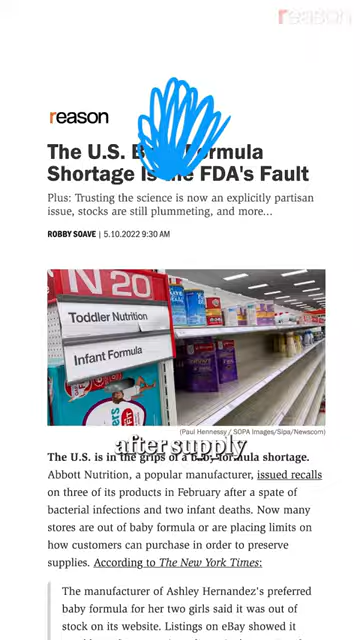 reason
reason
The U.S. B Formula
Shortage Is the FDA's Fault
Plus: Trusting the science is now an explicitly partisan
issue, stocks are still plummeting, and more...
ROBBY SOAVE | 5.10.2022 9:30 AM
N 20
Toddler Nutrition
Infant Formula
(Paul Hennessy / SOPA Images/Sipa/Newscom)
after supply
The U.S. is in the grips of a baby formula shortage.
Abbott Nutrition, a popular manufacturer, issued recalls
on three of its products in February after a spate of
bacterial infections and two infant deaths. Now many
stores are out of baby formula or are placing limits on
how customers can purchase in order to preserve
supplies. According to The New York Times:
The manufacturer of Ashley Hernandez's preferred
baby formula for her two girls said it was out of
stock on its website. Listings on eBay showed it